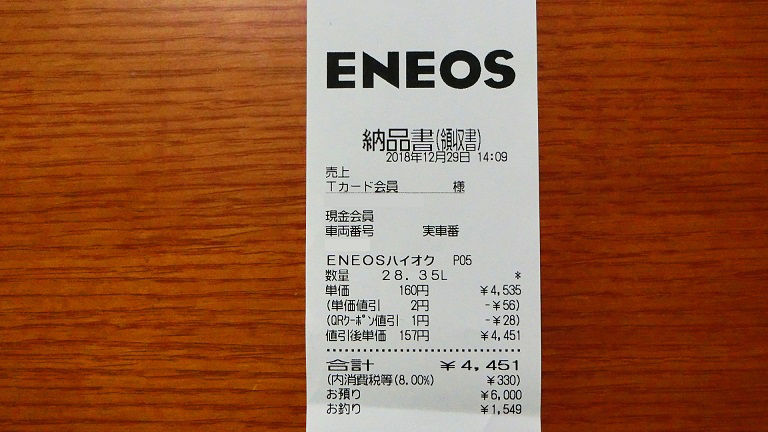 ENEOS
納品書(領収書)
2018年12月29日 14:09
売上
Tカード会員 様
現金会員
車両番号 実車番
ENEOSハイオク P05
数量 28.35L *
単価 160円 ¥4,535
(単価値引 2円 -¥56)
(QRクーポン値引 1円 -¥28)
値引後単価 157円 ¥4,451
合計 ¥4,451
(内消費税等(8.00%) ¥330)
お預り ¥6,000
お釣り ¥1,549